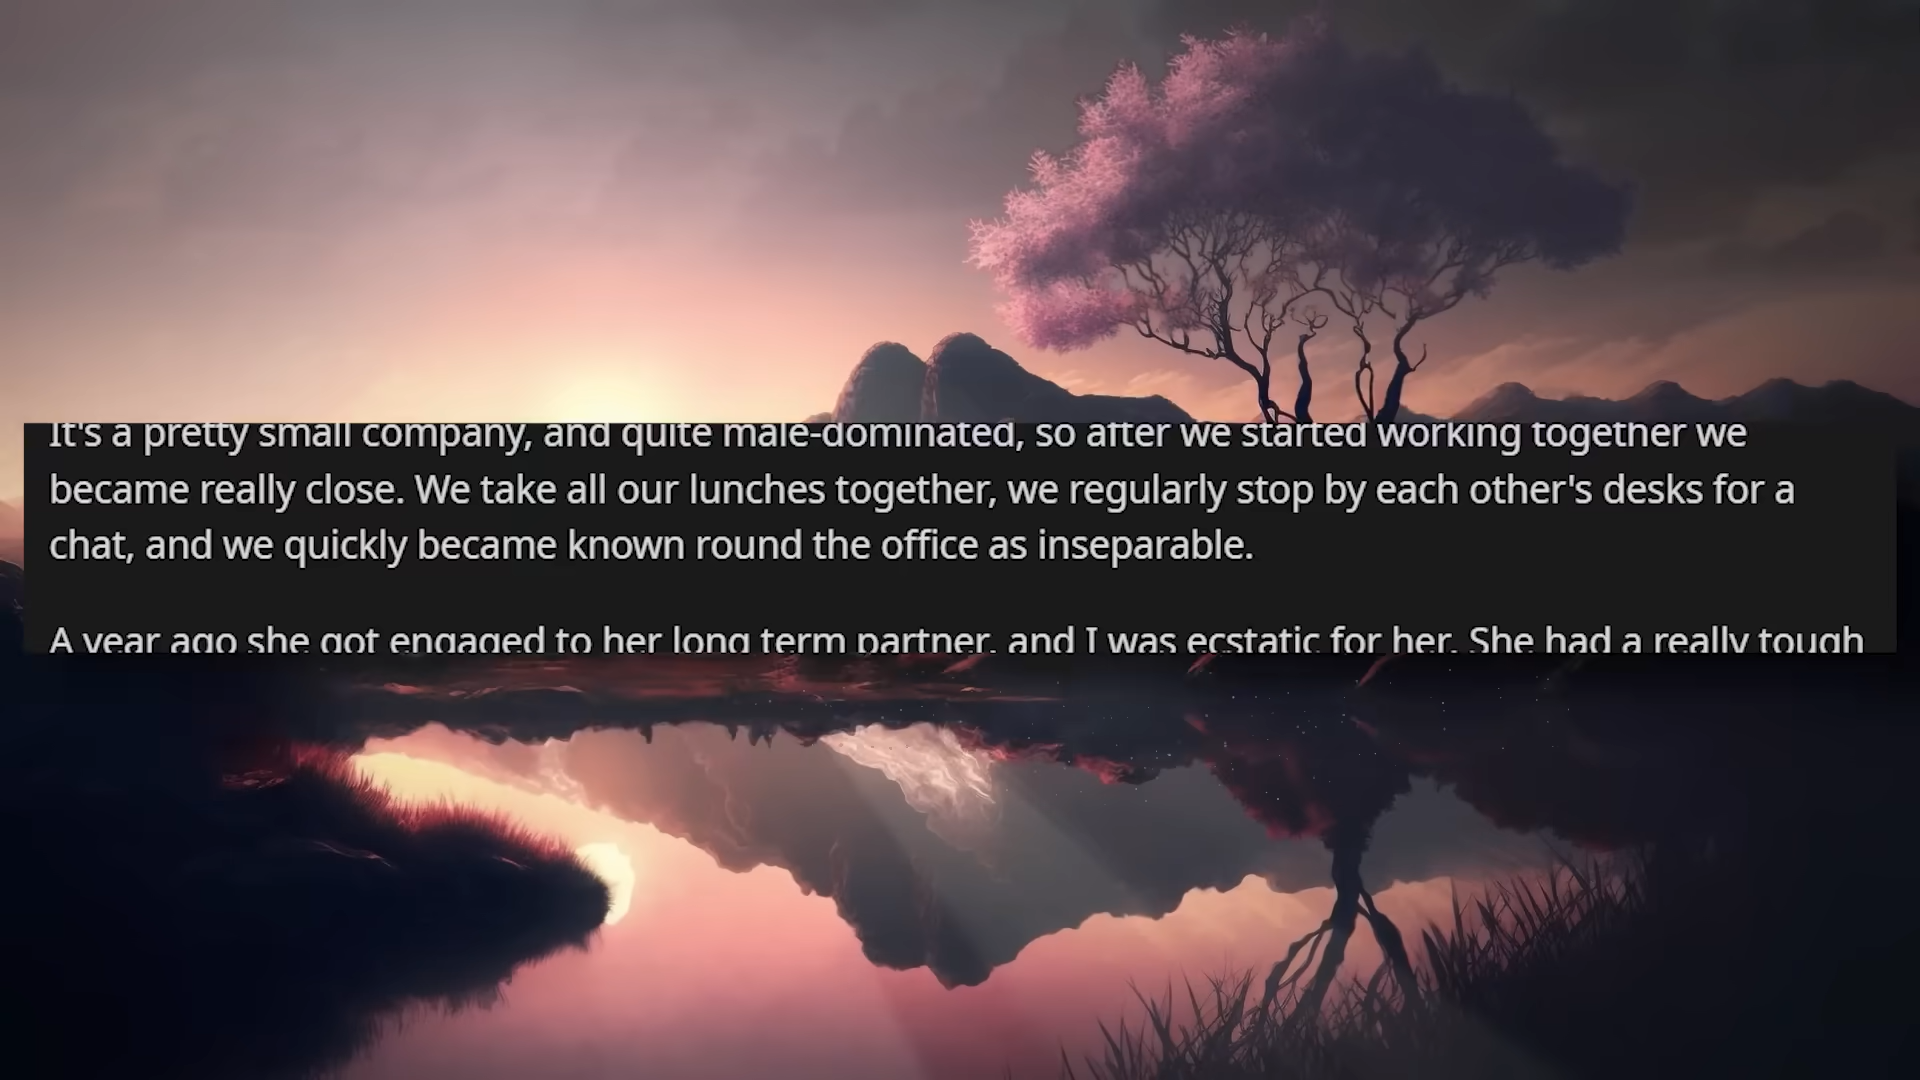 It's a pretty small company, and quite male-dominated, so after we started working together we
became really close. We take all our lunches together, we regularly stop by each other's desks for a
chat, and we quickly became known round the office as inseparable.
A year ago she got engaged to her long term partner, and I was ecstatic for her. She had a really tough